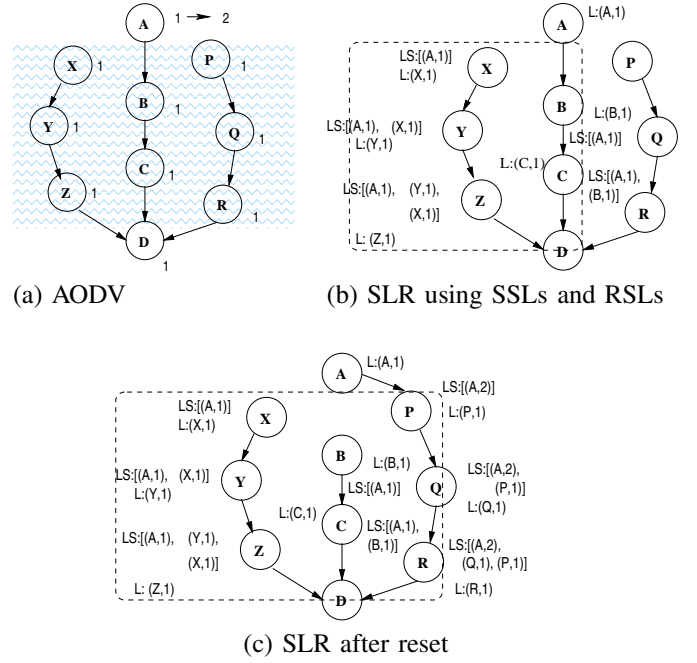 A 1 2
X 1 P 1
B 1
Y 1 Q 1
C 1
Z 1 R 1
D 1
(a) AODV
A L:(A,1)
LS:[(A,1)]
L:(X,1) X P
B L:(B,1)
LS:[(A,1), (X,1)] LS:[(A,1)] Q
L:(Y,1) Y
L:(C,1) C
LS:[(A,1), (Y,1), LS:[(A,1),
(X,1)] Z (B,1)] R
L: (Z,1) D
(b) SLR using SSLs and RSLs
A L:(A,1)
LS:[(A,2)]
LS:[(A,1)] P
L:(X,1) X L:(P,1)
B L:(B,1)
LS:[(A,1), (X,1)] LS:[(A,2),
L:(Y,1) Y LS:[(A,1)] Q (P,1)]
L:(Q,1)
L:(C,1) C
LS:[(A,1), (Y,1), LS:[(A,1), LS:[(A,2),
(X,1)] Z (B,1)] R (Q,1), (P,1)]
L: (Z,1) D L:(R,1)
(c) SLR after reset